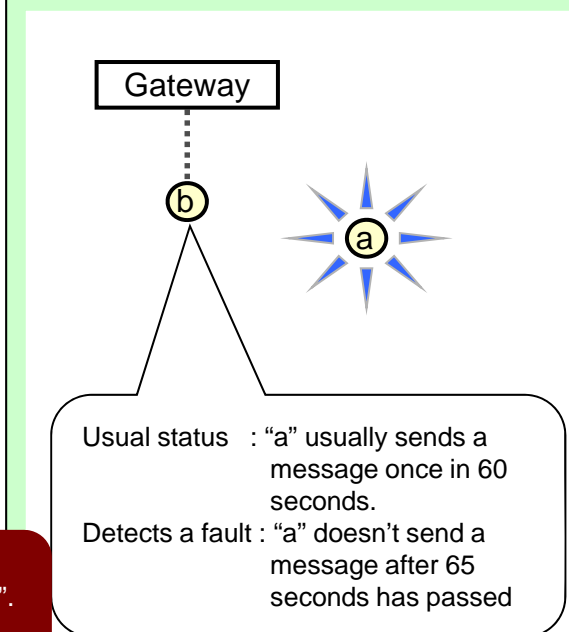 Gateway
b
a
Usual status : “a” usually sends a
message once in 60
seconds.
Detects a fault : “a” doesn’t send a
message after 65
seconds has passed
”.